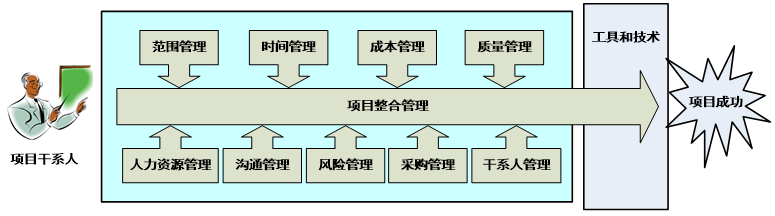 范围管理
时间管理
成本管理
质量管理
工具和技术
项目整合管理
项目成功
项目干系人
人力资源管理
沟通管理
风险管理
采购管理
干系人管理